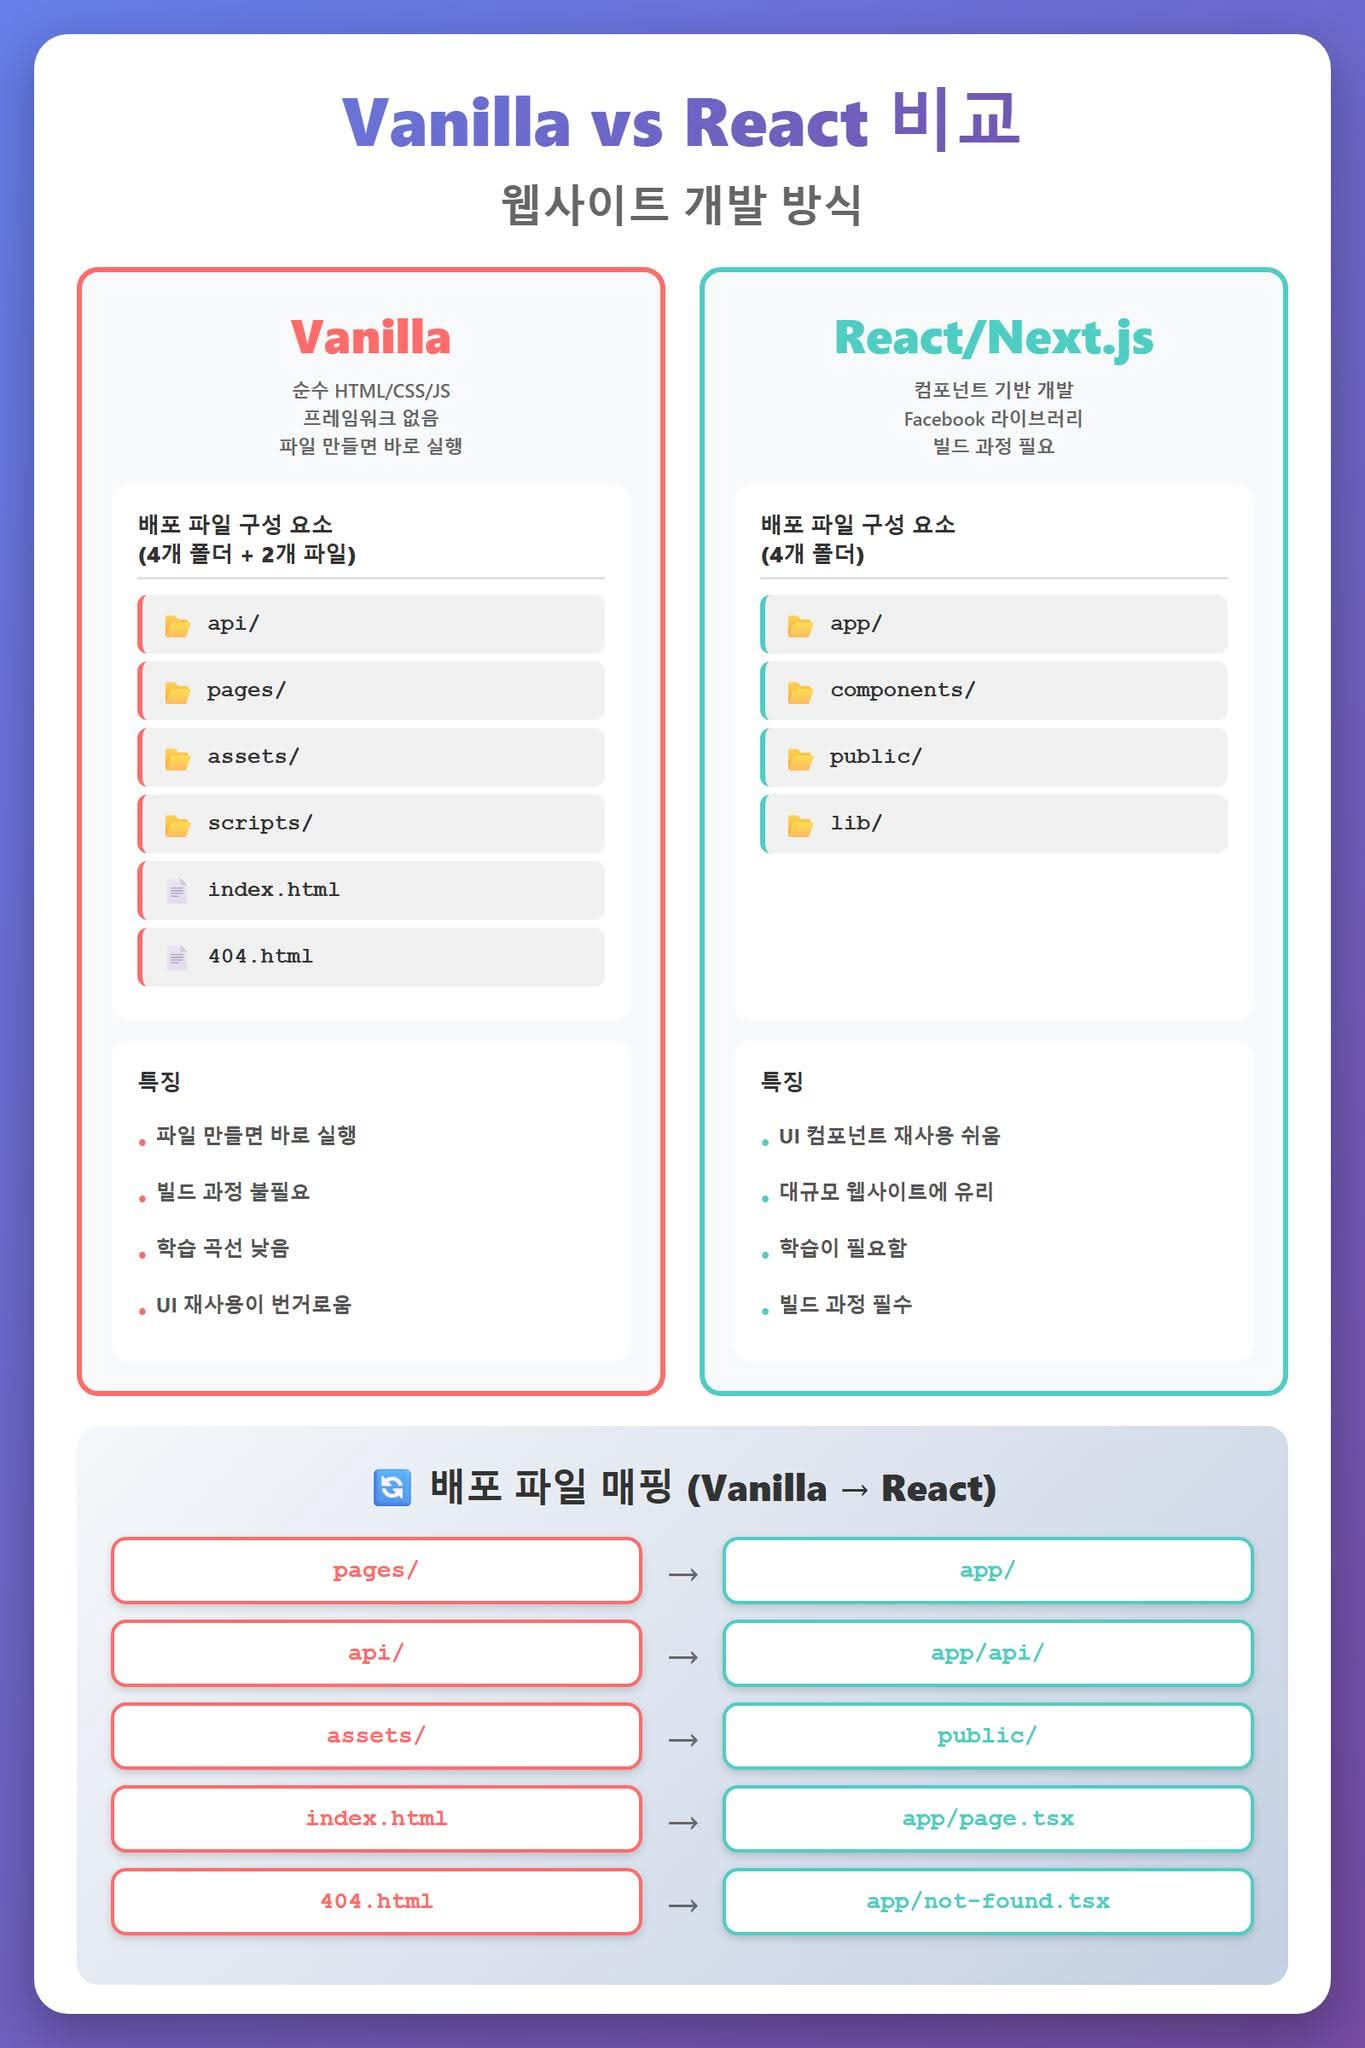 Vanilla vs React 비교
웹사이트 개발 방식
Vanilla
순수 HTML/CSS/JS
프레임워크 없음
파일 만들면 바로 실행
배포 파일 구성 요소
(4개 폴더 + 2개 파일)
api/
pages/
assets/
scripts/
index.html
404.html
특징
• 파일 만들면 바로 실행
• 빌드 과정 불필요
• 학습 곡선 낮음
• UI 재사용이 번거로움
React/Next.js
컴포넌트 기반 개발
Facebook 라이브러리
빌드 과정 필요
배포 파일 구성 요소
(4개 폴더)
app/
components/
public/
lib/
특징
• UI 컴포넌트 재사용 쉬움
• 대규모 웹사이트에 유리
• 학습이 필요함
• 빌드 과정 필수
🔄 배포 파일 매핑 (Vanilla → React)
pages/ → app/
api/ → app/api/
assets/ → public/
index.html → app/page.tsx
404.html → app/not-found.tsx